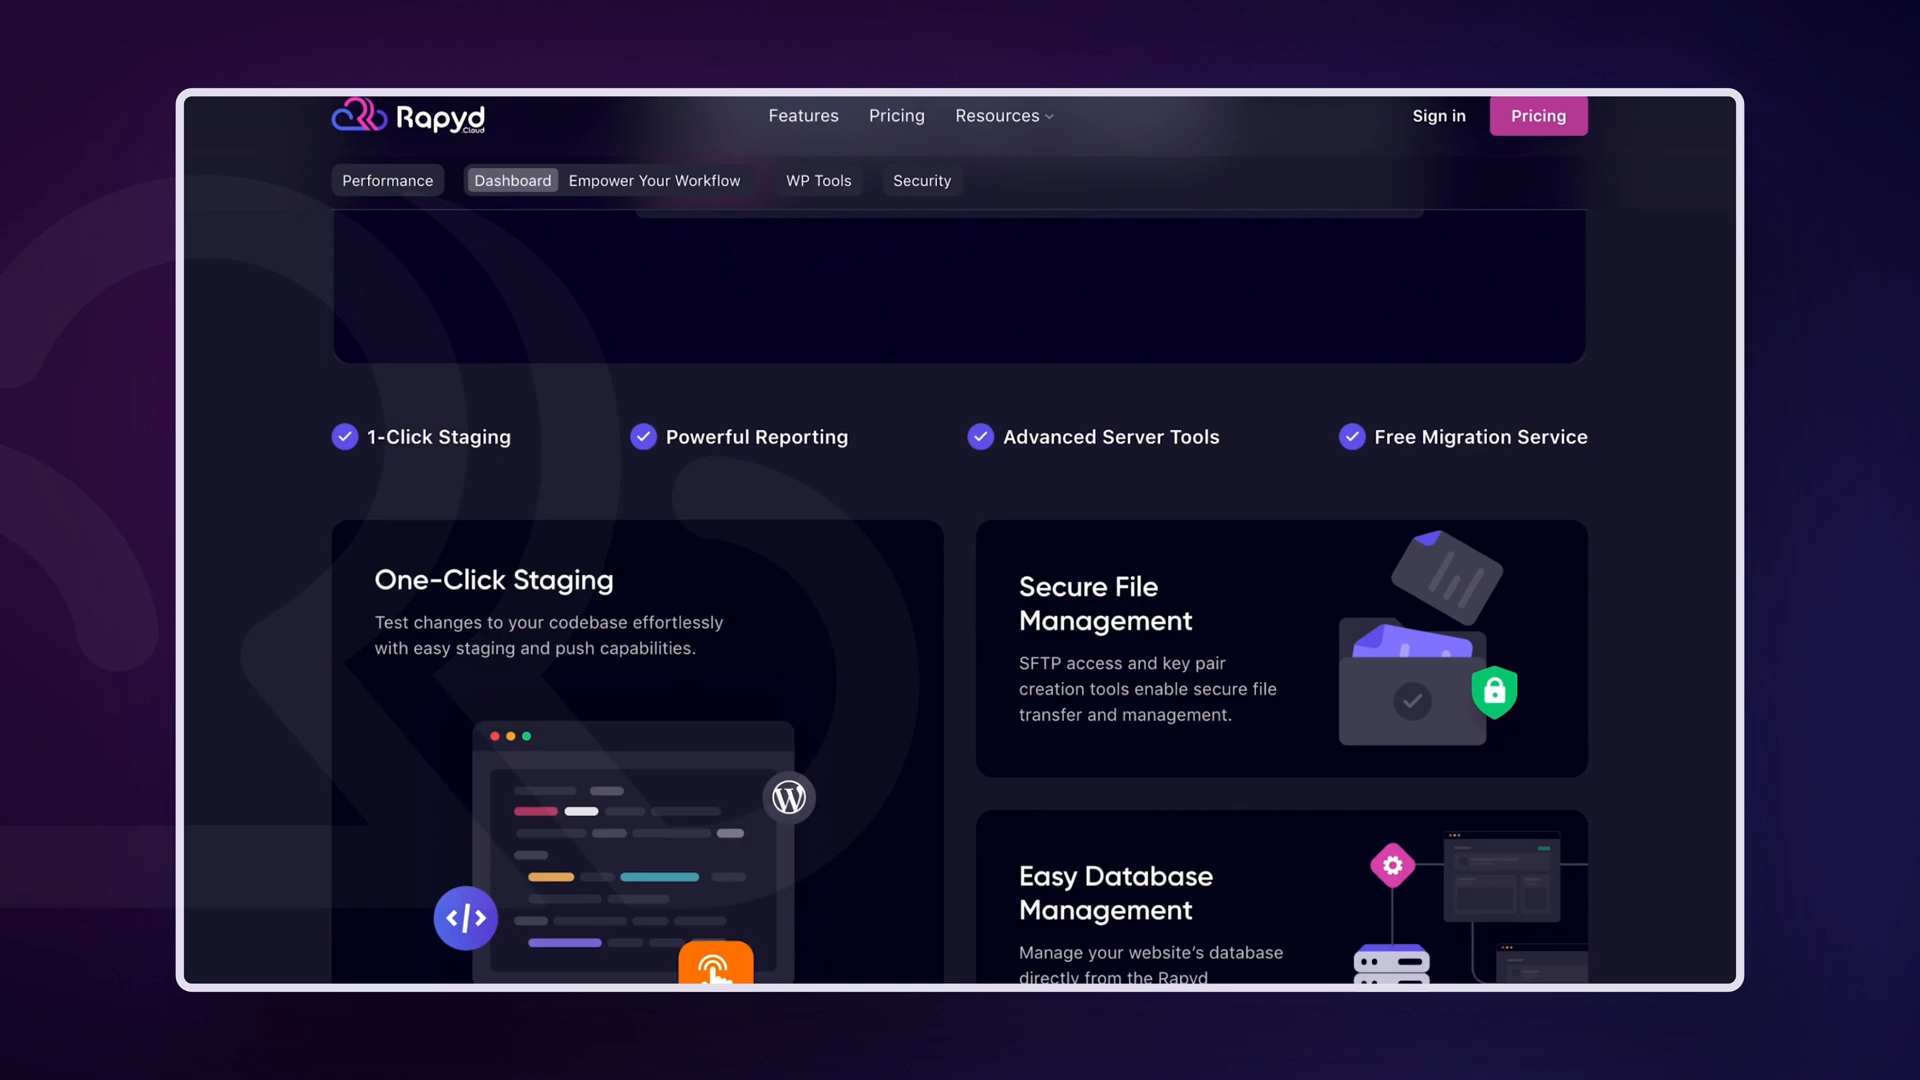 Rapyd
.Cloud
Features
Pricing
Resources
Sign in
Pricing
Performance
Dashboard
Empower Your Workflow
WP Tools
Security
1-Click Staging
Powerful Reporting
Advanced Server Tools
Free Migration Service
One-Click Staging
Test changes to your codebase effortlessly
with easy staging and push capabilities.
Secure File
Management
SFTP access and key pair
creation tools enable secure file
transfer and management.
Easy Database
Management
Manage your website’s database
directly from the Rapyd